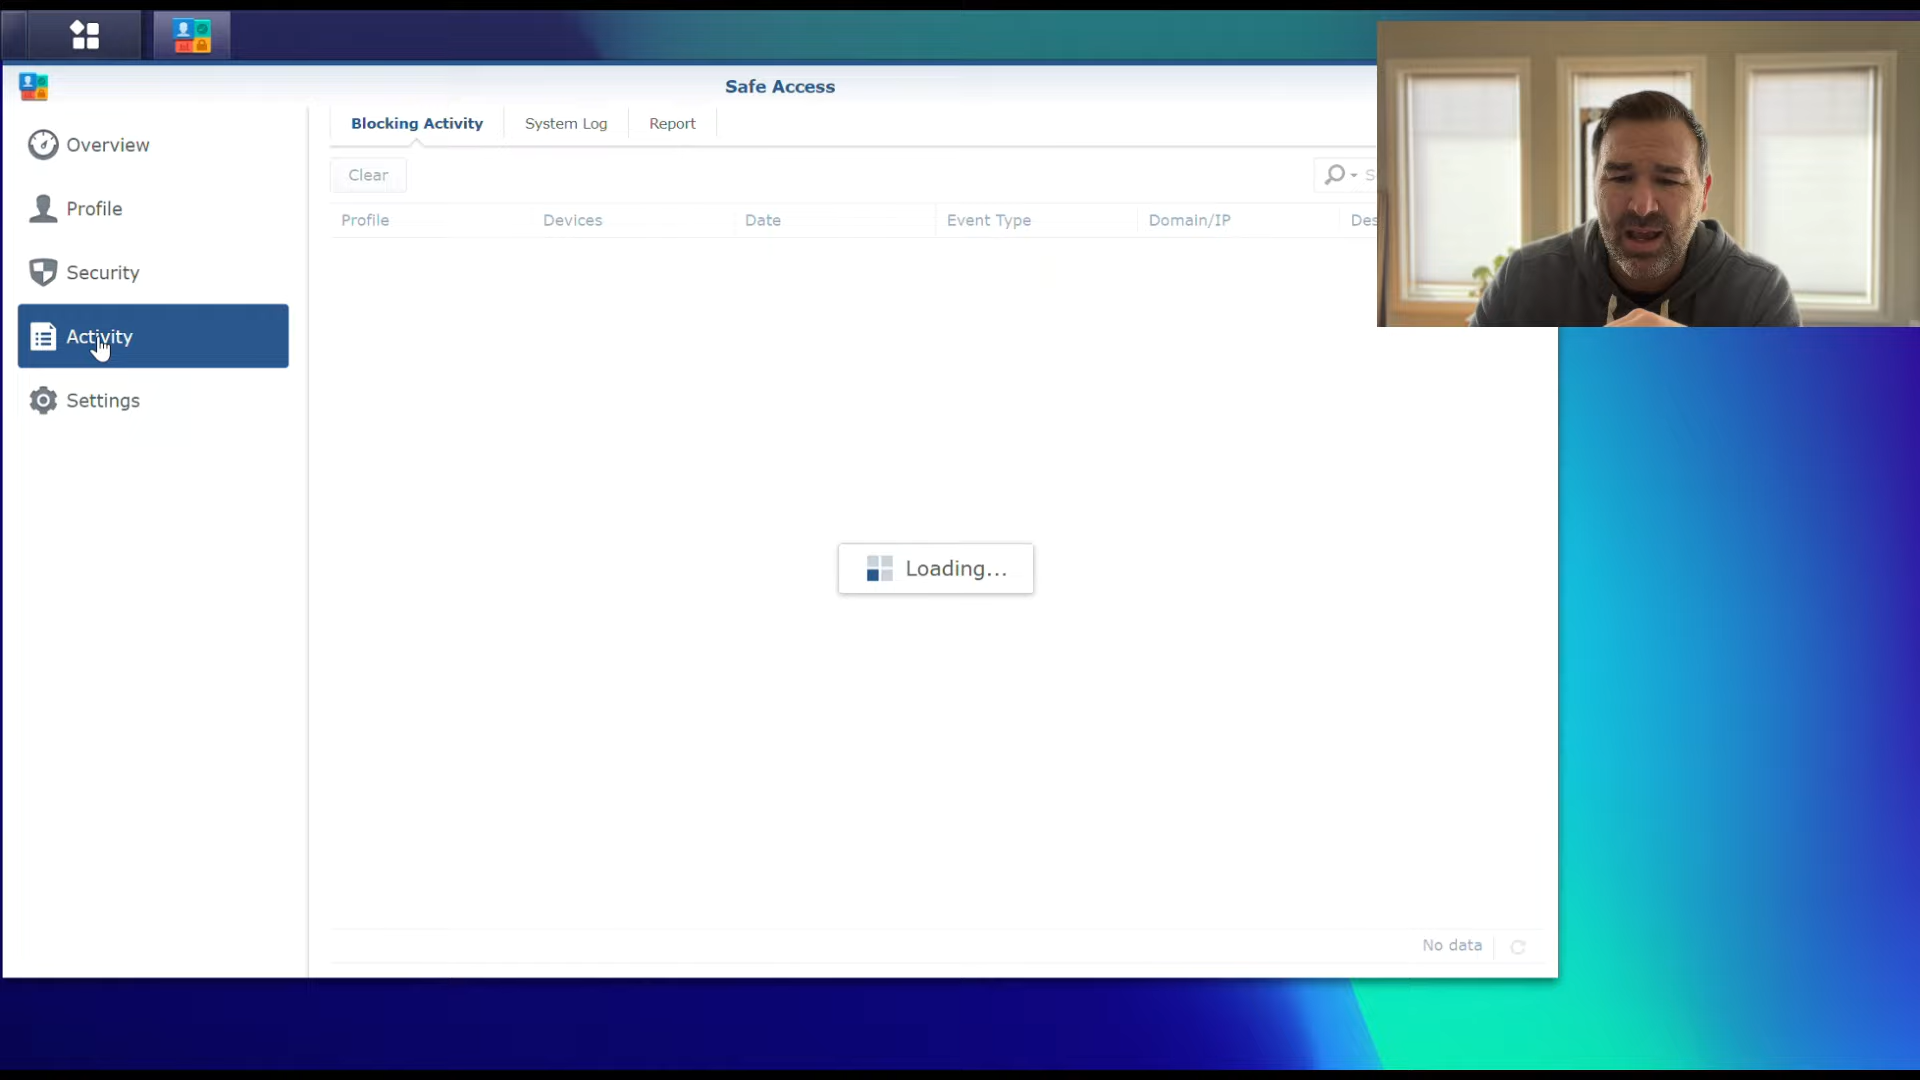 Safe Access
Overview
Profile
Security
Activity
Settings
Blocking Activity
System Log
Report
Clear
S
Profile
Devices
Date
Event Type
Domain/IP
Des
Loading...
No data